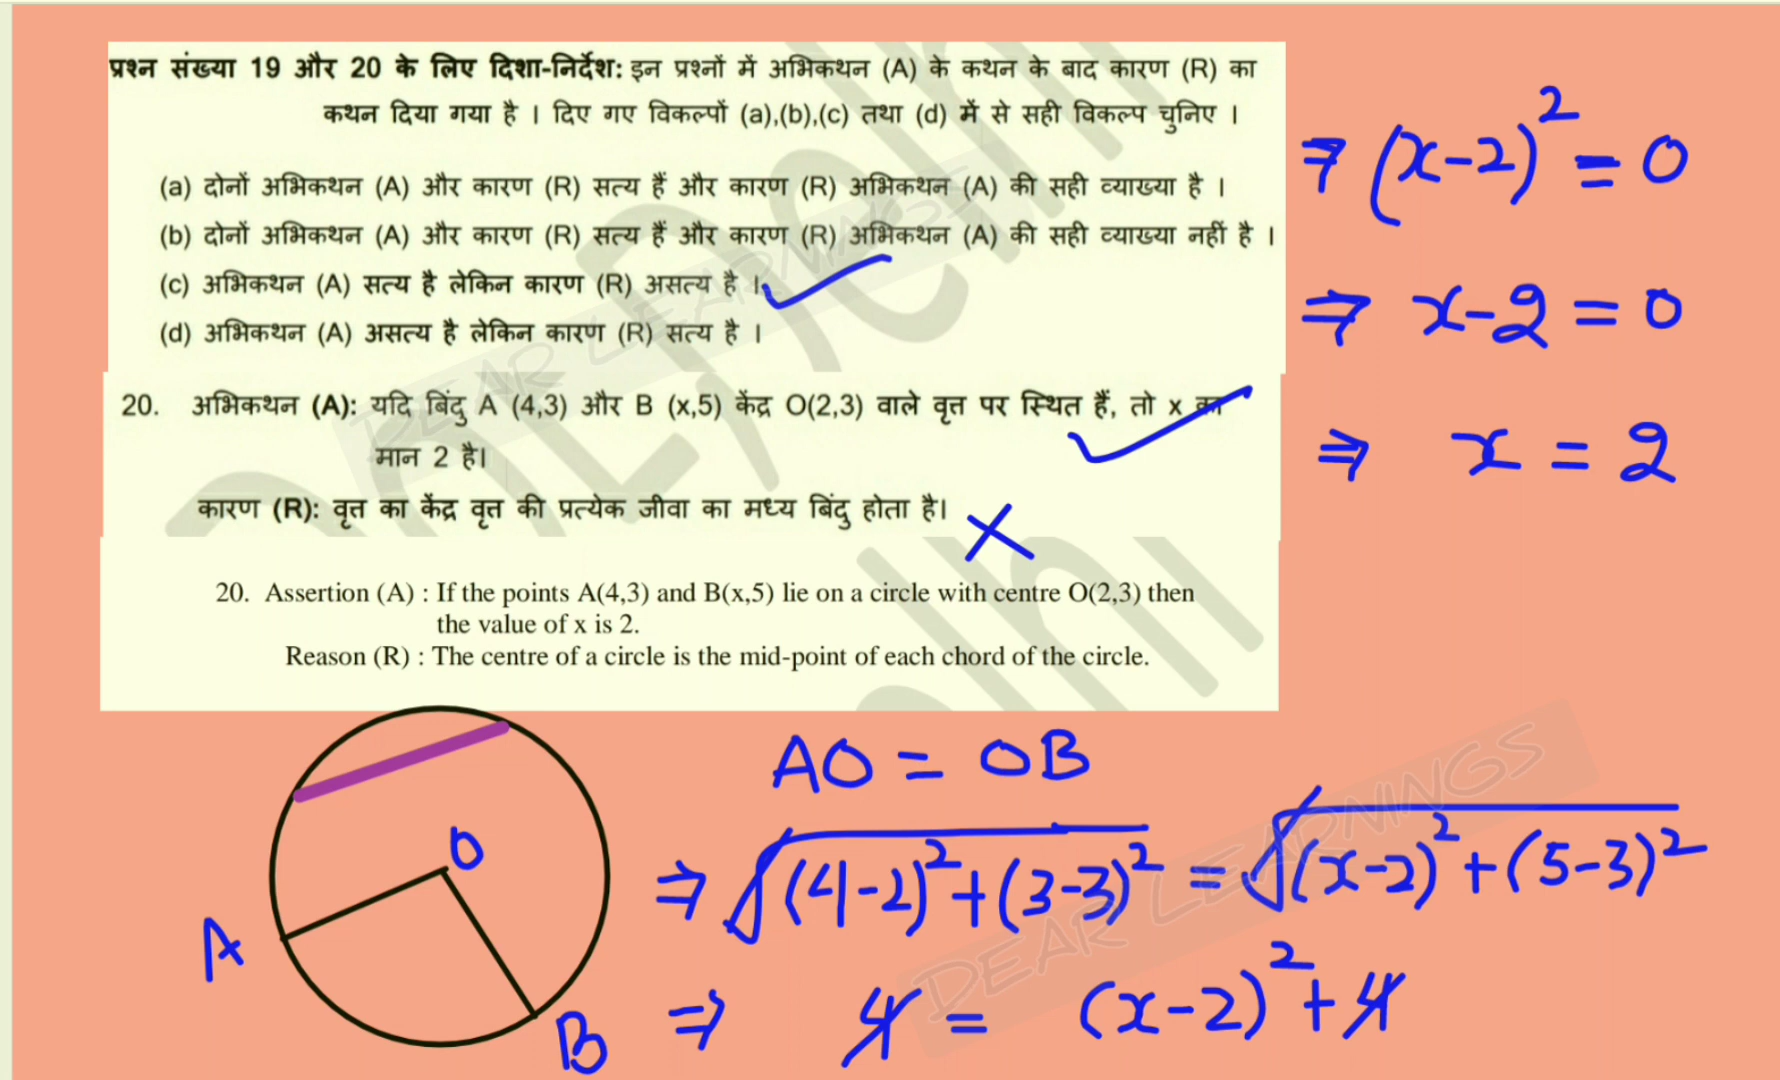 प्रश्न संख्या 19 और 20 के लिए दिशा-निर्देश: इन प्रश्नों में अभिकथन (A) के कथन के बाद कारण (R) का
कथन दिया गया है । दिए गए विकल्पों (a),(b),(c) तथा (d) में से सही विकल्प चुनिए ।
(a) दोनों अभिकथन (A) और कारण (R) सत्य हैं और कारण (R) अभिकथन (A) की सही व्याख्या है ।
(b) दोनों अभिकथन (A) और कारण (R) सत्य हैं और कारण (R) अभिकथन (A) की सही व्याख्या नहीं है ।
(c) अभिकथन (A) सत्य है लेकिन कारण (R) असत्य है ।
(d) अभिकथन (A) असत्य है लेकिन कारण (R) सत्य है ।
20. अभिकथन (A): यदि बिंदु A (4,3) और B (x,5) केंद्र O(2,3) वाले वृत्त पर स्थित हैं, तो x का
मान 2 है।
कारण (R): वृत्त का केंद्र वृत्त की प्रत्येक जीवा का मध्य बिंदु होता है।
20. Assertion (A) : If the points A(4,3) and B(x,5) lie on a circle with centre O(2,3) then
the value of x is 2.
Reason (R) : The centre of a circle is the mid-point of each chord of the circle.
O
A
B
AO = OB
⇒ √(4-2)²+(3-3)² = √(x-2)²+(5-3)²
⇒ 4 = (x-2)²+4
⇒ (x-2)² = 0
⇒ x-2 = 0
⇒ x = 2
DEAR LEARNINGS
DEAR LEARNINGS